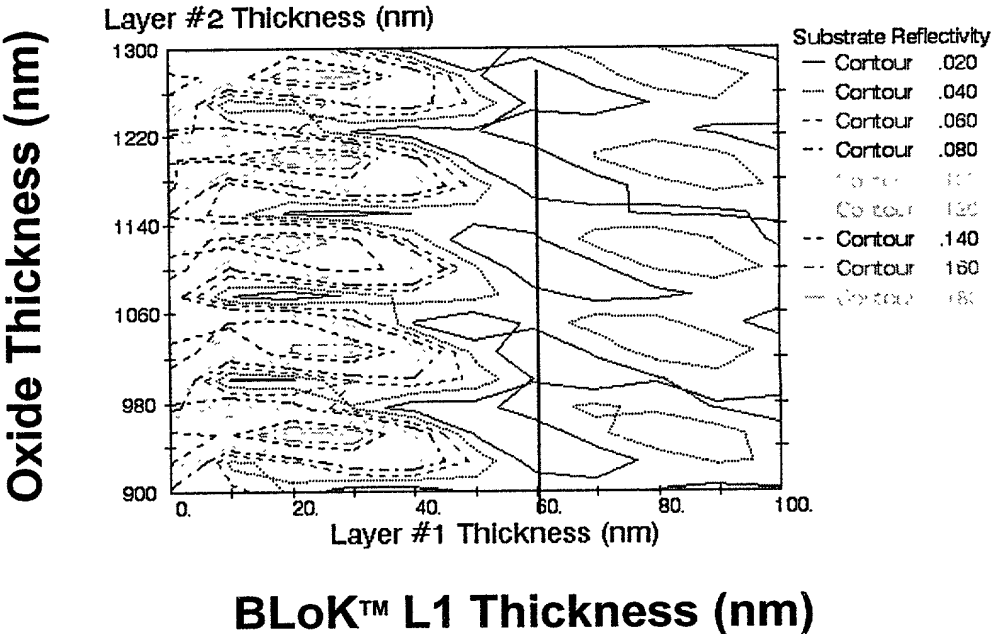 Layer #2 Thickness (nm)
Oxide Thickness (nm)
1300
1220
1140
1060
980
900
0. 20. 40. 60. 80. 100.
Layer #1 Thickness (nm)
BLoK™ L1 Thickness (nm)
Substrate Reflectivity
Contour .020
Contour .040
Contour .060
Contour .080
Contour .140
Contour 160